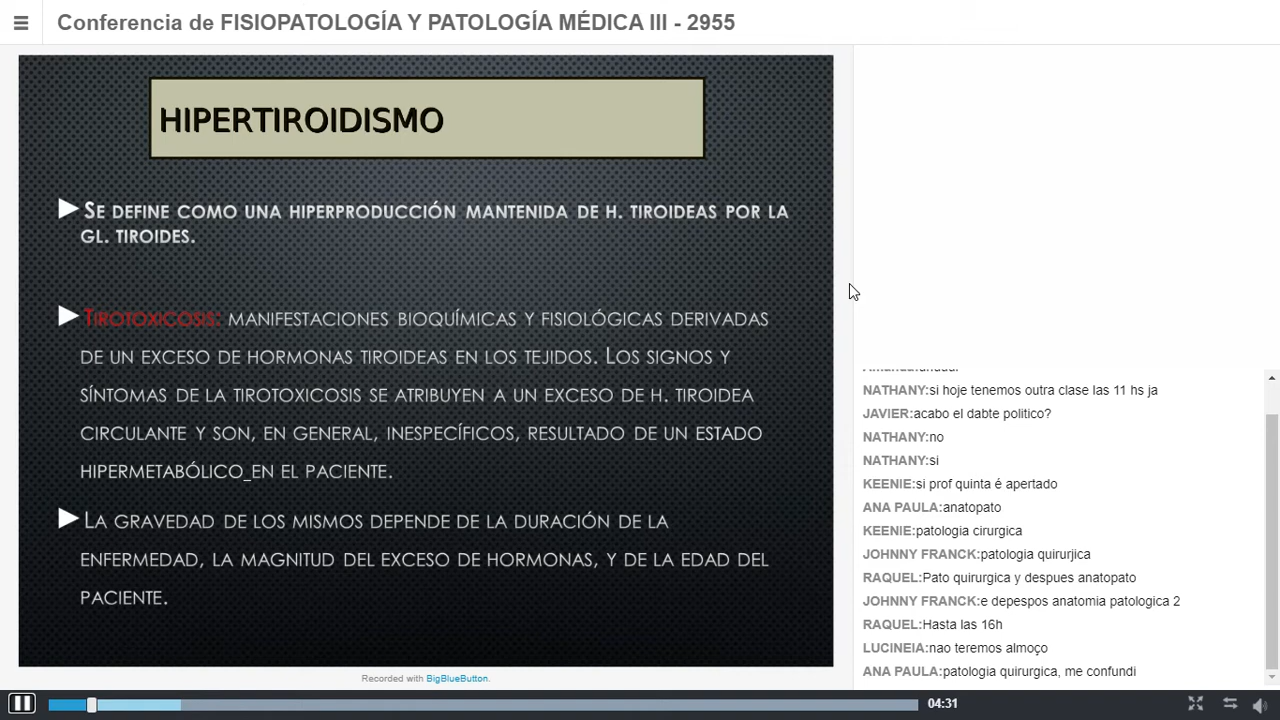 Conferencia de FISIOPATOLOGÍA Y PATOLOGÍA MÉDICA III - 2955
HIPERTIROIDISMO
SE DEFINE COMO UNA HIPERPRODUCCIÓN MANTENIDA DE H. TIROIDEAS POR LA
GL. TIROIDES.
TIROTOXICOSIS: MANIFESTACIONES BIOQUÍMICAS Y FISIOLÓGICAS DERIVADAS
DE UN EXCESO DE HORMONAS TIROIDEAS EN LOS TEJIDOS. LOS SIGNOS Y
SÍNTOMAS DE LA TIROTOXICOSIS SE ATRIBUYEN A UN EXCESO DE H. TIROIDEA
CIRCULANTE Y SON, EN GENERAL, INESPECÍFICOS, RESULTADO DE UN ESTADO
HIPERMETABÓLICO_EN EL PACIENTE.
LA GRAVEDAD DE LOS MISMOS DEPENDE DE LA DURACIÓN DE LA
ENFERMEDAD, LA MAGNITUD DEL EXCESO DE HORMONAS, Y DE LA EDAD DEL
PACIENTE.
Recorded with BigBlueButton.
NATHANY:si hoje tenemos outra clase las 11 hs ja
JAVIER:acabo el dabte politico?
NATHANY:no
NATHANY:si
KEENIE:si prof quinta é apertado
ANA PAULA:anatopato
KEENIE:patologia cirurgica
JOHNNY FRANCK:patologia quirurjica
RAQUEL:Pato quirurgica y despues anatopato
JOHNNY FRANCK:e depespos anatomia patologica 2
RAQUEL:Hasta las 16h
LUCINEIA:nao teremos almoço
ANA PAULA:patologia quirurgica, me confundi
04:31